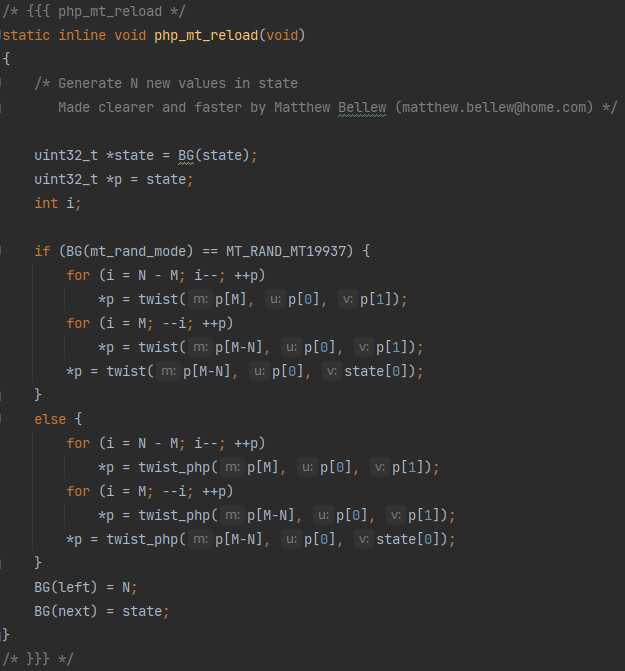 /* {{{ php_mt_reload */
static inline void php_mt_reload(void)
{
/* Generate N new values in state
Made clearer and faster by Matthew Bellew (matthew.bellew@home.com) */
uint32_t *state = BG(state);
uint32_t *p = state;
int i;
if (BG(mt_rand_mode) == MT_RAND_MT19937) {
for (i = N - M; i--; ++p)
*p = twist( m: p[M], u: p[0], v: p[1]);
for (i = M; --i; ++p)
*p = twist( m: p[M-N], u: p[0], v: p[1]);
*p = twist( m: p[M-N], u: p[0], v: state[0]);
}
else {
for (i = N - M; i--; ++p)
*p = twist_php( m: p[M], u: p[0], v: p[1]);
for (i = M; --i; ++p)
*p = twist_php( m: p[M-N], u: p[0], v: p[1]);
*p = twist_php( m: p[M-N], u: p[0], v: state[0]);
}
BG(left) = N;
BG(next) = state;
}
/* }}} */